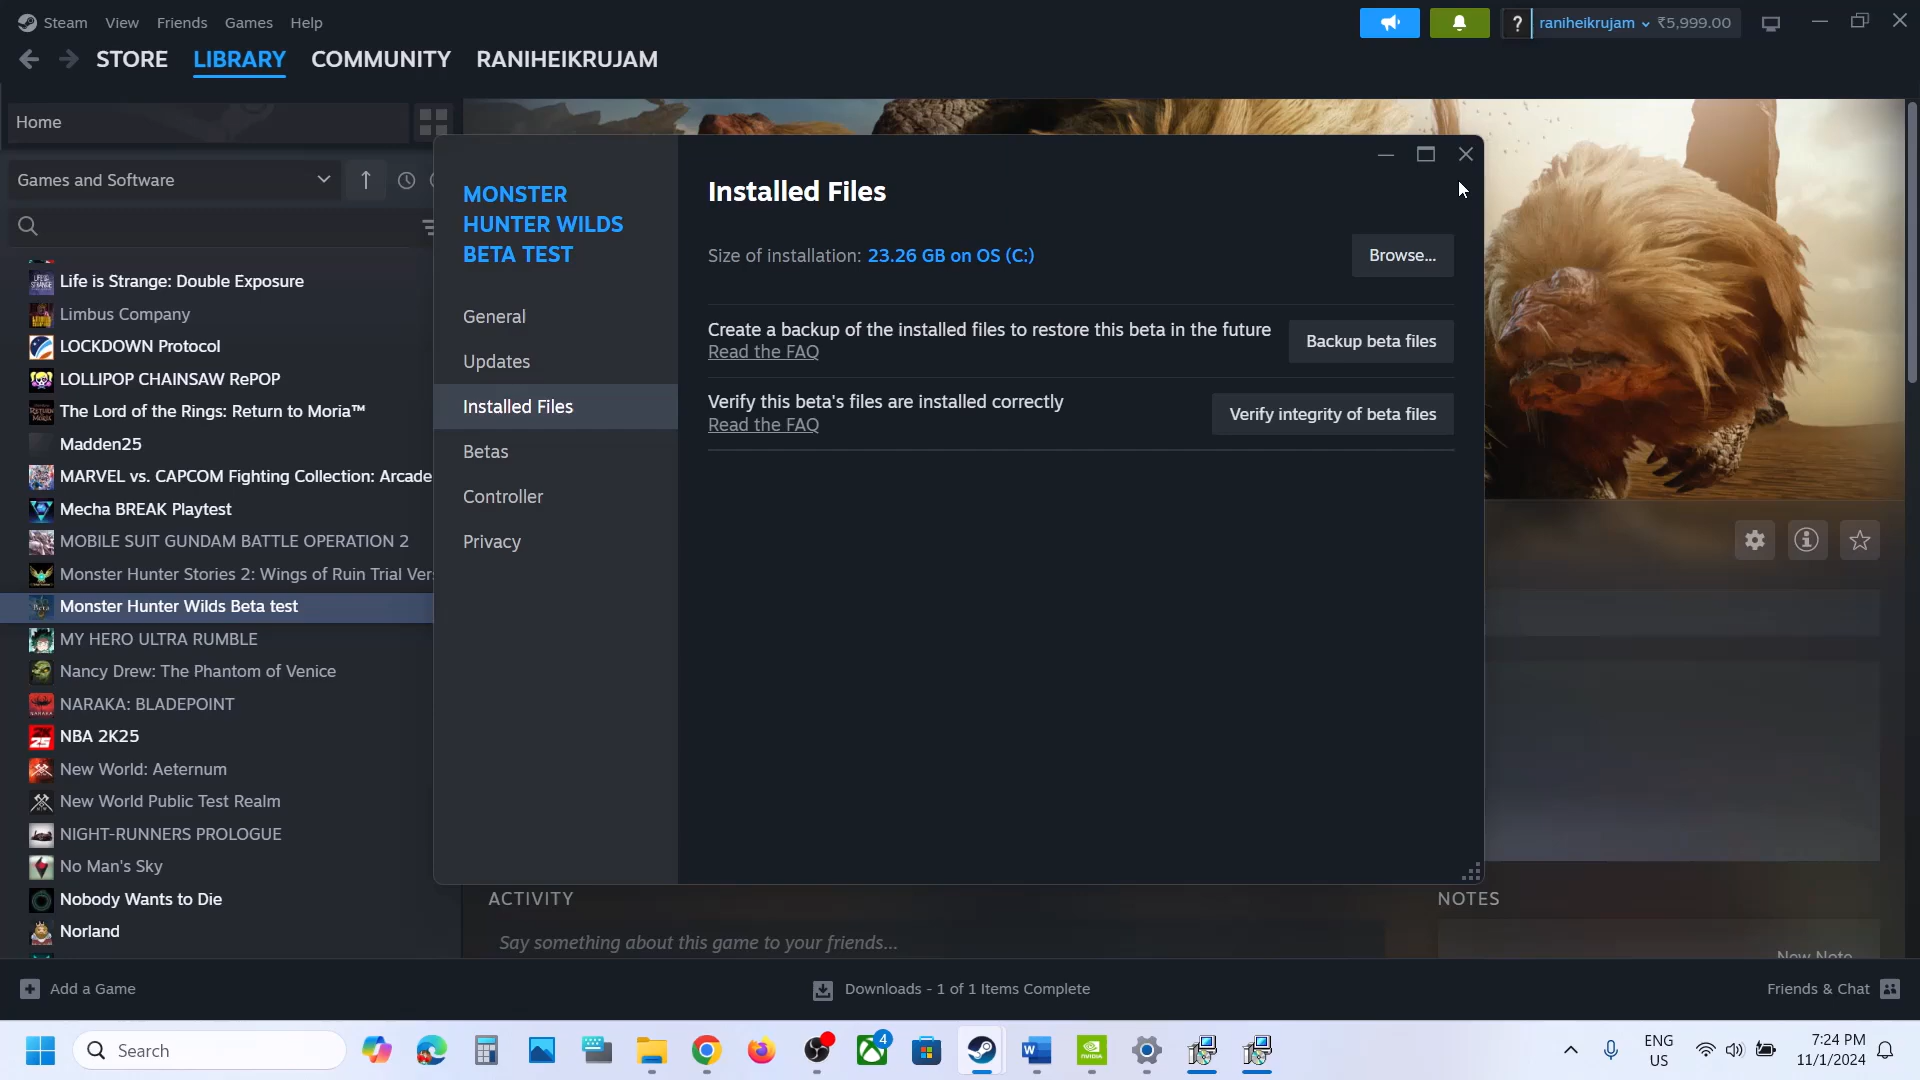 Steam View Friends Games Help
? raniheikrujam ₹5,999.00
STORE LIBRARY COMMUNITY RANIHEIKRUJAM
Home
Games and Software
Life is Strange: Double Exposure
Limbus Company
LOCKDOWN Protocol
LOLLIPOP CHAINSAW RePOP
The Lord of the Rings: Return to Moria™
Madden25
MARVEL vs. CAPCOM Fighting Collection: Arcade
Mecha BREAK Playtest
MOBILE SUIT GUNDAM BATTLE OPERATION 2
Monster Hunter Stories 2: Wings of Ruin Trial Ver
Monster Hunter Wilds Beta test
MY HERO ULTRA RUMBLE
Nancy Drew: The Phantom of Venice
NARAKA: BLADEPOINT
NBA 2K25
New World: Aeternum
New World Public Test Realm
NIGHT-RUNNERS PROLOGUE
No Man's Sky
Nobody Wants to Die
Norland
MONSTER
HUNTER WILDS
BETA TEST
General
Updates
Installed Files
Betas
Controller
Privacy
Installed Files
Size of installation: 23.26 GB on OS (C:)
Browse...
Create a backup of the installed files to restore this beta in the future
Read the FAQ
Backup beta files
Verify this beta's files are installed correctly
Read the FAQ
Verify integrity of beta files
ACTIVITY
Say something about this game to your friends...
NOTES
New Note
Add a Game
Downloads - 1 of 1 Items Complete
Friends & Chat
Search
4
ENG
US
7:24 PM
11/1/2024